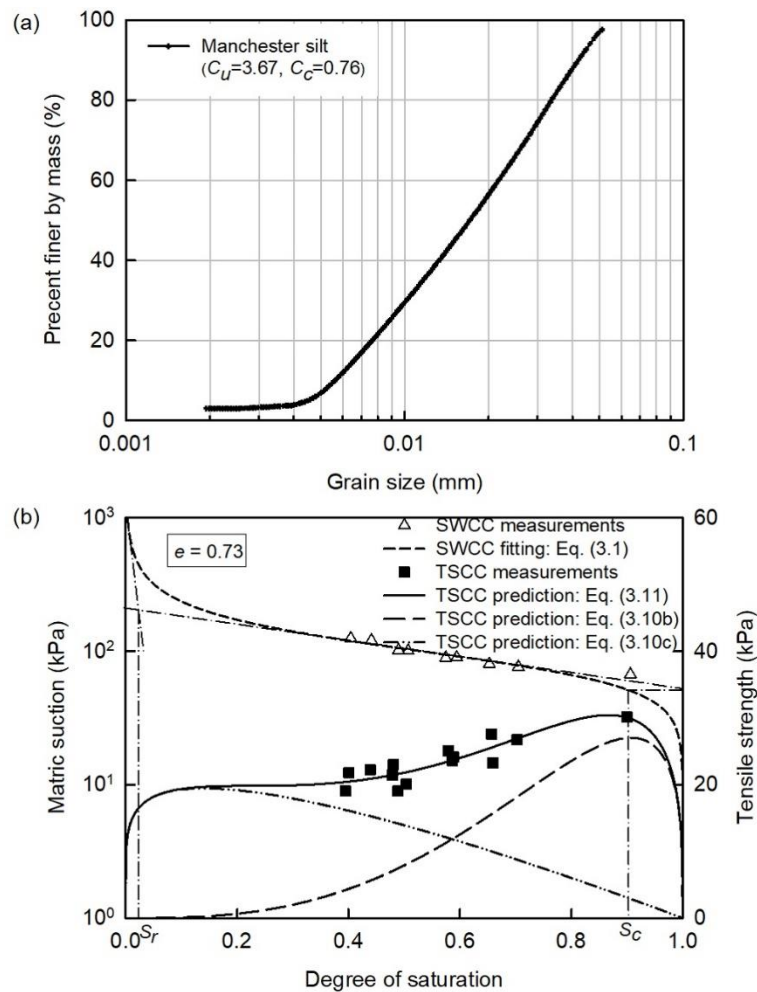 (a)
100
80
60
40
20
0
Precent finer by mass (%)
Manchester silt
(Cu=3.67, Cc=0.76)
0.001
0.01
0.1
Grain size (mm)
(b)
10³
10²
10¹
10⁰
Matric suction (kPa)
e = 0.73
SWCC measurements
SWCC fitting: Eq. (3.1)
TSCC measurements
TSCC prediction: Eq. (3.11)
TSCC prediction: Eq. (3.10b)
TSCC prediction: Eq. (3.10c)
60
40
20
0
Tensile strength (kPa)
0.0
Sr
0.2
0.4
0.6
0.8
Sc
1.0
Degree of saturation